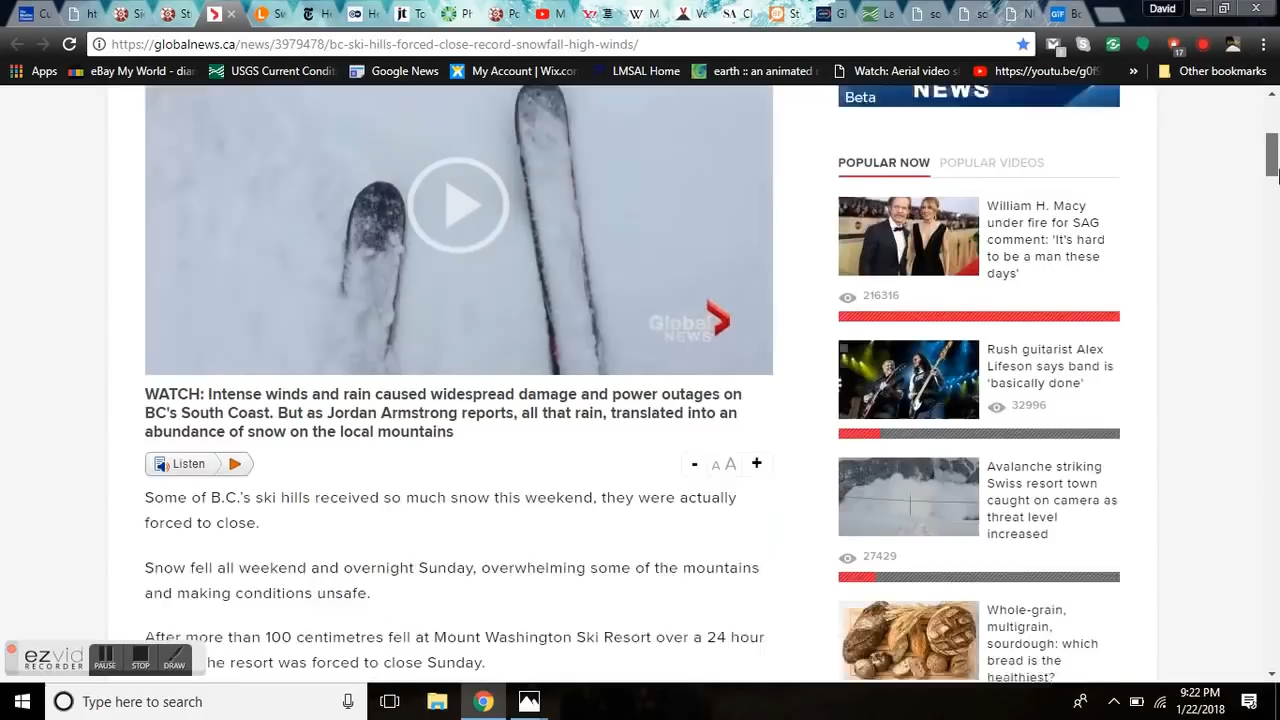 David
https://globalnews.ca/news/3979478/bc-ski-hills-forced-close-record-snowfall-high-winds/
Apps eBay My World - dian USGS Current Condi Google News My Account | Wix.co LMSAL Home earth :: an animated Watch: Aerial video s https://youtu.be/g0f9 » Other bookmarks
Beta NEWS
POPULAR NOW POPULAR VIDEOS
William H. Macy
under fire for SAG
comment: 'It's hard
to be a man these
days'
216316
Global
NEWS
Rush guitarist Alex
Lifeson says band is
‘basically done’
32996
WATCH: Intense winds and rain caused widespread damage and power outages on
BC's South Coast. But as Jordan Armstrong reports, all that rain, translated into an
abundance of snow on the local mountains
Listen
- A A +
Avalanche striking
Swiss resort town
caught on camera as
threat level
increased
27429
Some of B.C.’s ski hills received so much snow this weekend, they were actually
forced to close.
Snow fell all weekend and overnight Sunday, overwhelming some of the mountains
and making conditions unsafe.
After more than 100 centimetres fell at Mount Washington Ski Resort over a 24 hour
he resort was forced to close Sunday.
Whole-grain,
multigrain,
sourdough: which
bread is the
healthiest?
ezvid
RECORDER
PAUSE STOP DRAW
Type here to search
9:22 PM
1/22/2018